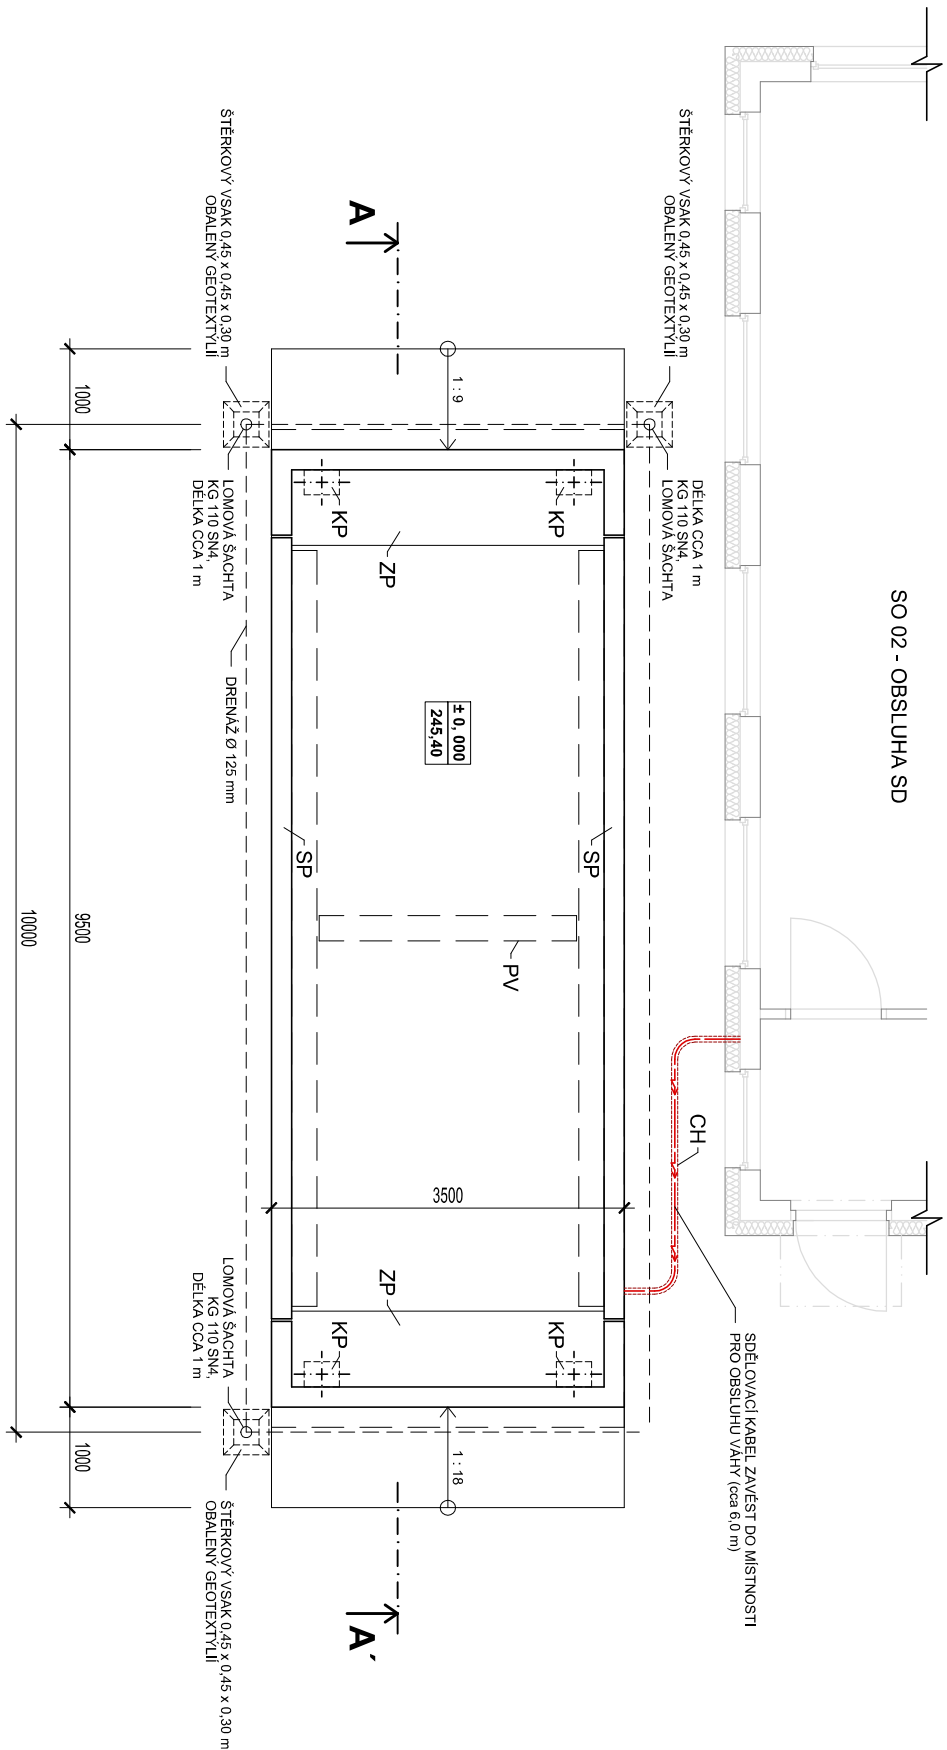 SO 02 - OBSLUHA SD
ŠTĚRKOVÝ VSAK 0,45 x 0,45 x 0,30 m
OBALENÝ GEOTEXTÝLIÍ
DÉLKA CCA 1 m
KG 110 SN4,
LOMOVÁ ŠACHTA
CH
SDĚLOVACÍ KABEL ZAVÉST DO MÍSTNOSTI
PRO OBSLUHU VÁHY (cca 6,0 m)
A
1 : 9
KP
KP
ZP
± 0, 000
245,40
SP
SP
PV
3500
ZP
KP
KP
1 : 18
A´
ŠTĚRKOVÝ VSAK 0,45 x 0,45 x 0,30 m
OBALENÝ GEOTEXTÝLIÍ
LOMOVÁ ŠACHTA
KG 110 SN4,
DÉLKA CCA 1 m
DRENÁŽ Ø 125 mm
LOMOVÁ ŠACHTA
KG 110 SN4,
DÉLKA CCA 1 m
ŠTĚRKOVÝ VSAK 0,45 x 0,45 x 0,30 m
OBALENÝ GEOTEXTÝLIÍ
1000
9500
1000
10000